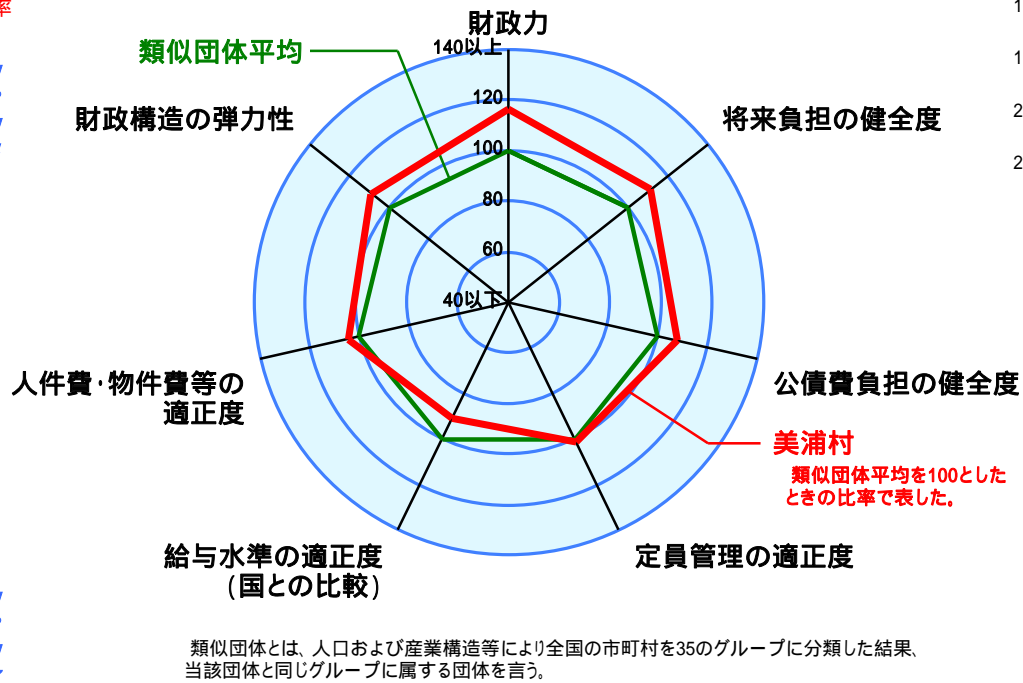 率
財政力
140以上
類似団体平均
120
財政構造の弾力性
将来負担の健全度
100
80
60
40以下
人件費・物件費等の
適正度
公債費負担の健全度
美浦村
類似団体平均を100とした
ときの比率で表した。
給与水準の適正度
(国との比較)
定員管理の適正度
類似団体とは、人口および産業構造等により全国の市町村を35のグループに分類した結果、
当該団体と同じグループに属する団体を言う。
1
1
2
2